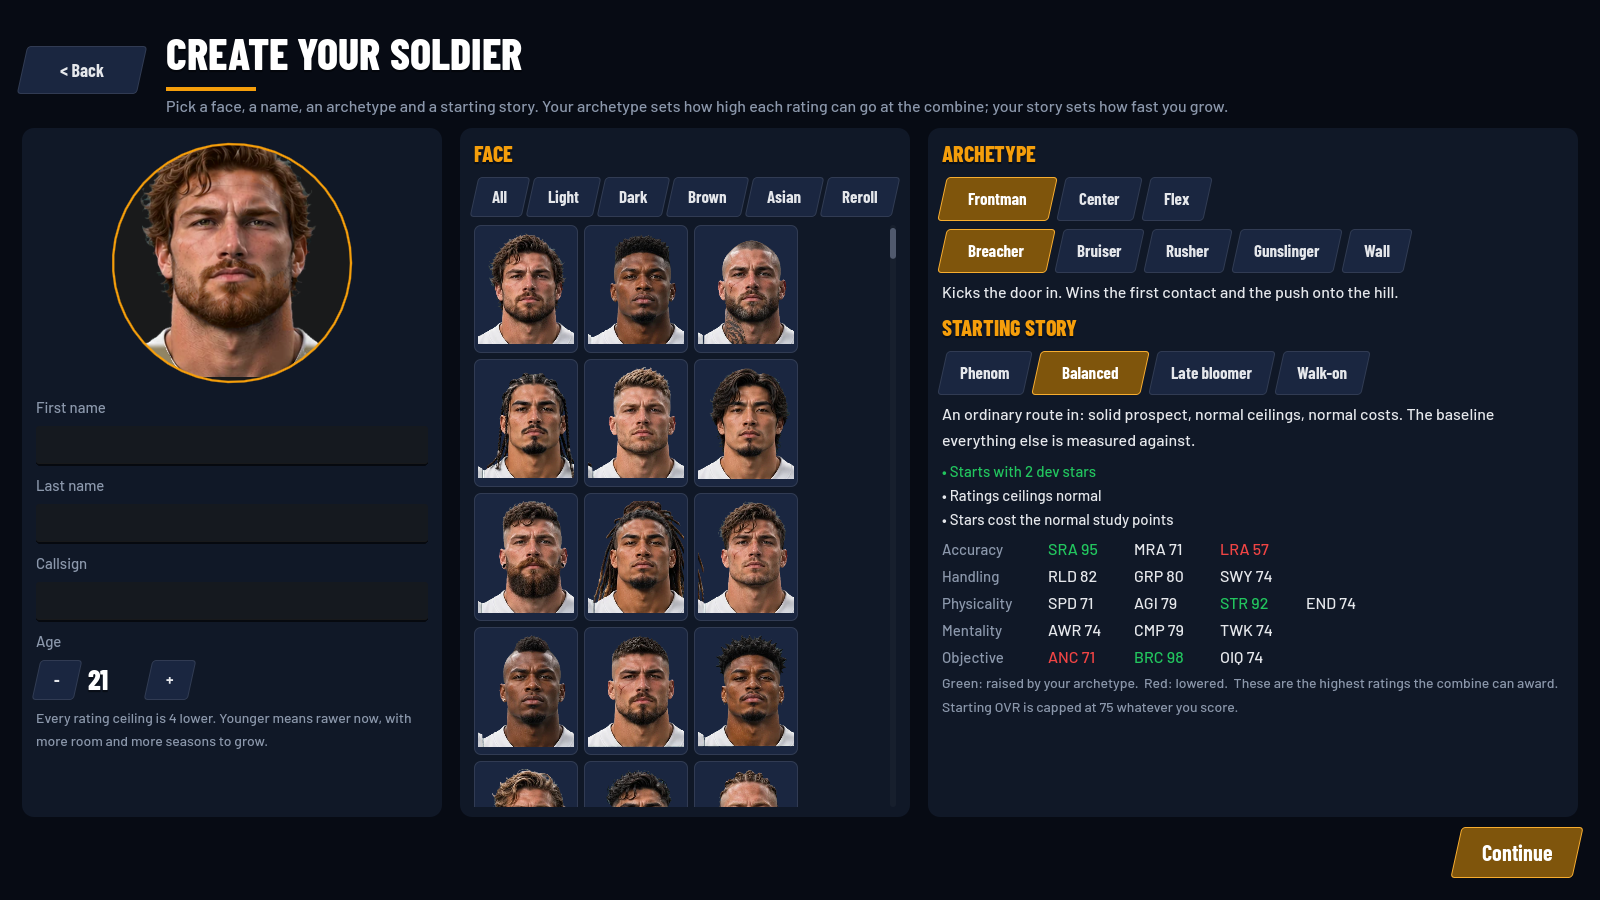 < Back
CREATE YOUR SOLDIER
Pick a face, a name, an archetype and a starting story. Your archetype sets how high each rating can go at the combine; your story sets how fast you grow.
First name
Last name
Callsign
Age
- 21 +
Every rating ceiling is 4 lower. Younger means rawer now, with
more room and more seasons to grow.
FACE
All Light Dark Brown Asian Reroll
ARCHETYPE
Frontman Center Flex
Breacher Bruiser Rusher Gunslinger Wall
Kicks the door in. Wins the first contact and the push onto the hill.
STARTING STORY
Phenom Balanced Late bloomer Walk-on
An ordinary route in: solid prospect, normal ceilings, normal costs. The baseline
everything else is measured against.
• Starts with 2 dev stars
• Ratings ceilings normal
• Stars cost the normal study points
Accuracy SRA 95 MRA 71 LRA 57
Handling RLD 82 GRP 80 SWY 74
Physicality SPD 71 AGI 79 STR 92 END 74
Mentality AWR 74 CMP 79 TWK 74
Objective ANC 71 BRC 98 OIQ 74
Green: raised by your archetype. Red: lowered. These are the highest ratings the combine can award.
Starting OVR is capped at 75 whatever you score.
Continue